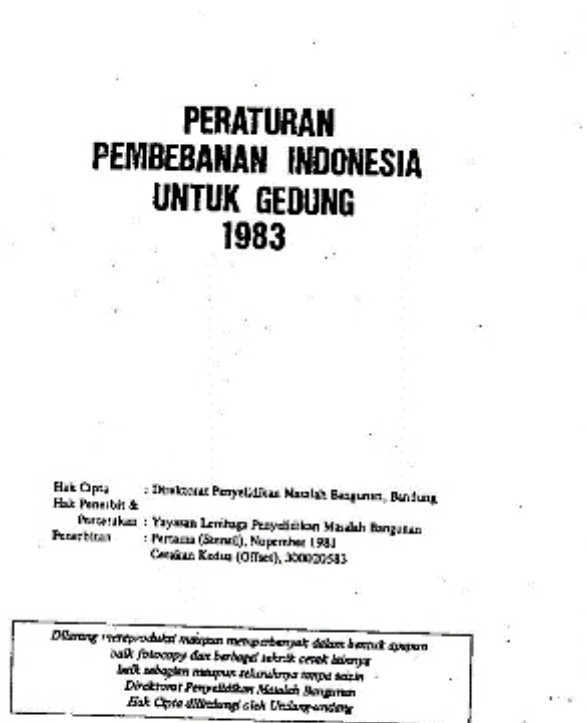 PERATURAN
PEMBEBANAN INDONESIA
UNTUK GEDUNG
1983
Hak Cipta : Direktorat Penyelidikan Masalah Bangunan, Bandung
Hak Penerbit &
Percetakan : Yayasan Lembaga Penyelidikan Masalah Bangunan
Penerbitan : Pertama (Stensil), Nopember 1981
Cetakan Kedua (Offset), 300020583
Dilarang mereproduksi maupun memperbanyak dalam bentuk apapun
baik fotocopy dan berbagai teknik cetak lainnya
baik sebagian maupun seluruhnya tanpa seizin
Direktorat Penyelidikan Masalah Bangunan
Hak Cipta dilindungi oleh Undang-undang